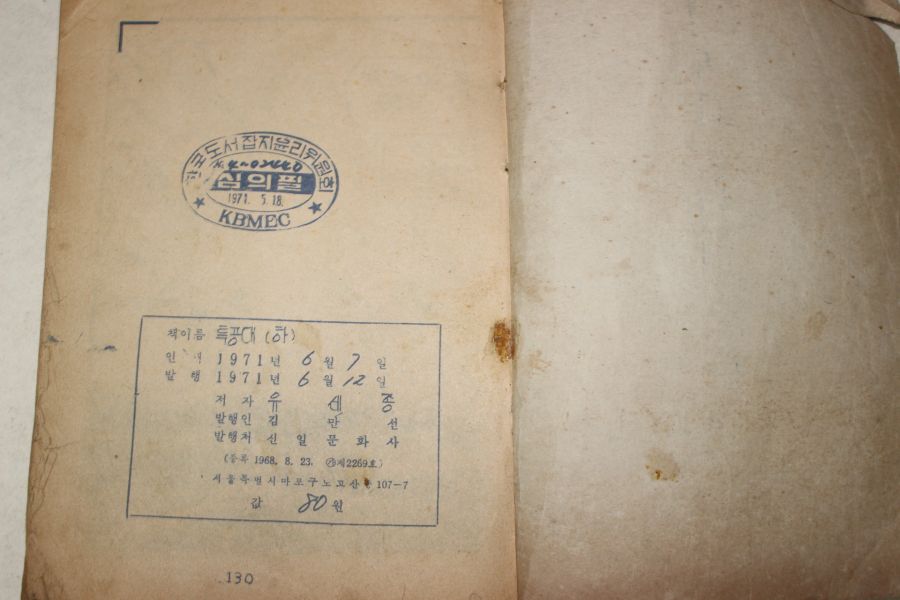 한국도서잡지윤리위원회
4-02440
심의필
1971. 5. 18.
★ KBMEC ★
책이름 특공대 (하)
인 쇄 1971년 6월 7일
발 행 1971년 6월 12일
저 자 유 세 종
발행인 김 만 선
발행처 신 일 문 화 사
(등록 1968. 8. 23. 제2269호)
서울특별시마포구노고산 107-7
값 80원
130